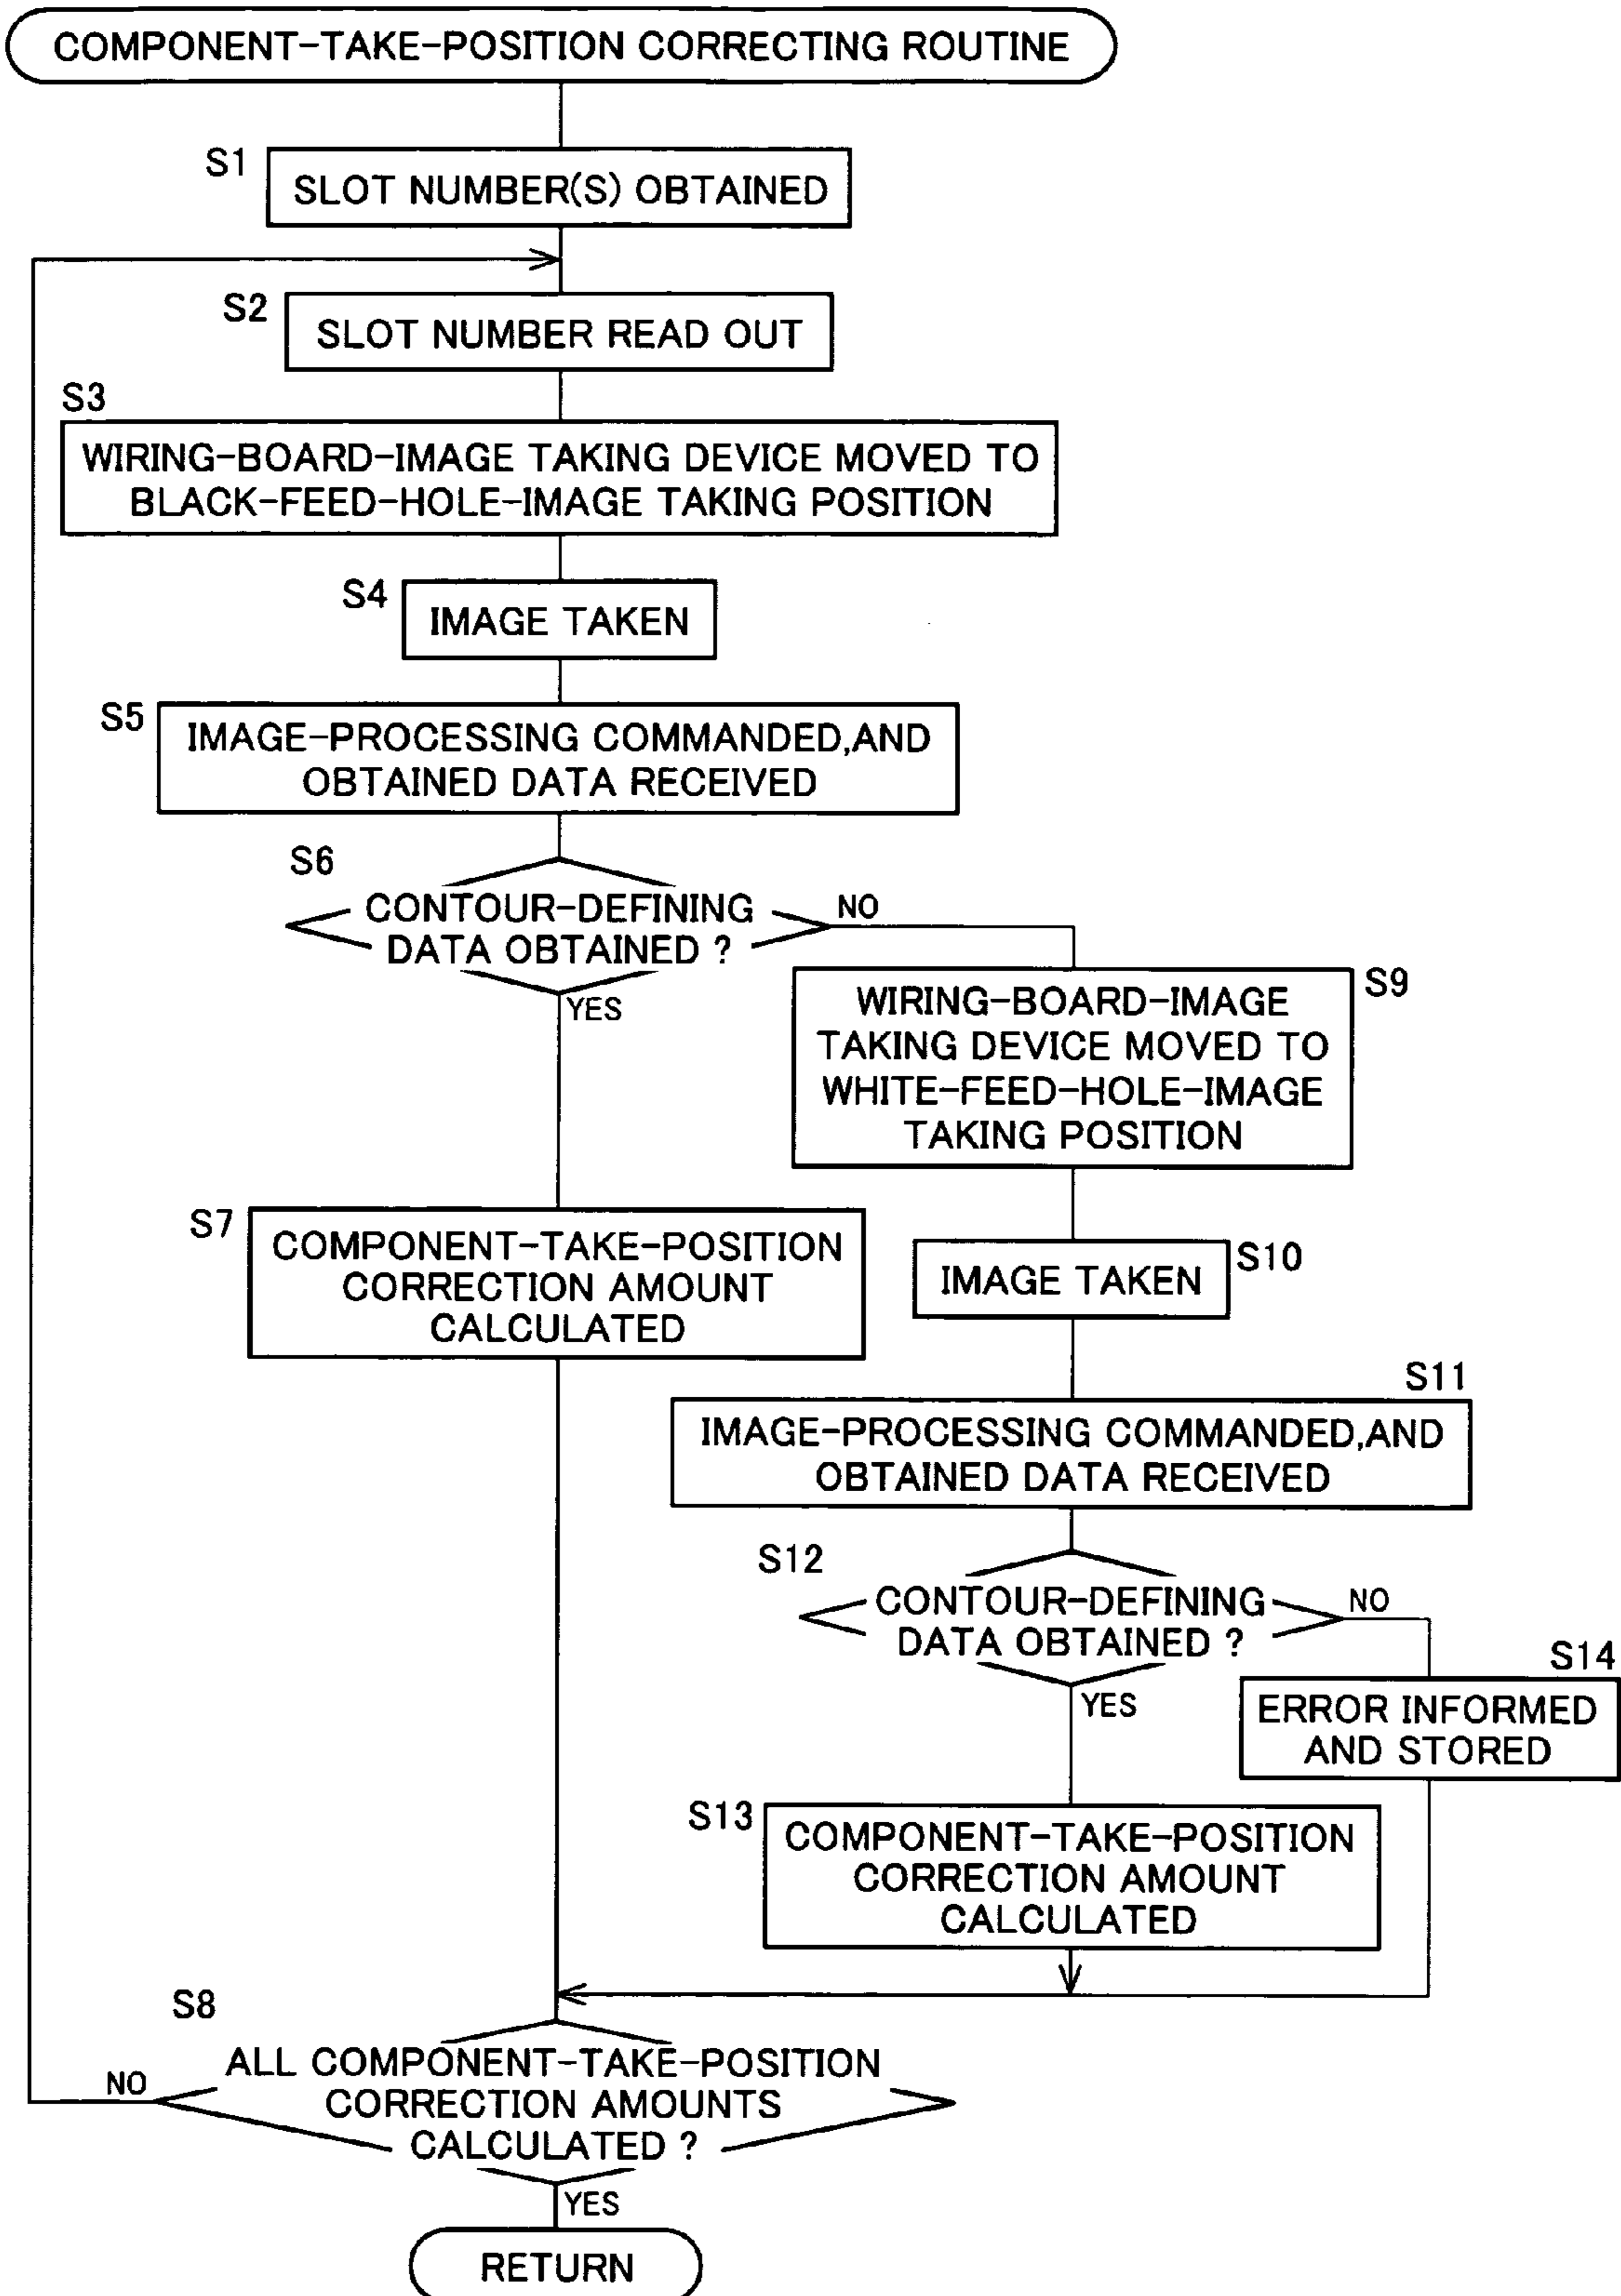 COMPONENT-TAKE-POSITION CORRECTING ROUTINE
S1
SLOT NUMBER(S) OBTAINED
S2
SLOT NUMBER READ OUT
S3
WIRING-BOARD-IMAGE TAKING DEVICE MOVED TO
BLACK-FEED-HOLE-IMAGE TAKING POSITION
S4
IMAGE TAKEN
S5
IMAGE-PROCESSING COMMANDED,AND
OBTAINED DATA RECEIVED
S6
CONTOUR-DEFINING
DATA OBTAINED ?
NO
YES
S9
WIRING-BOARD-IMAGE
TAKING DEVICE MOVED TO
WHITE-FEED-HOLE-IMAGE
TAKING POSITION
S7
COMPONENT-TAKE-POSITION
CORRECTION AMOUNT
CALCULATED
S10
IMAGE TAKEN
S11
IMAGE-PROCESSING COMMANDED,AND
OBTAINED DATA RECEIVED
S12
CONTOUR-DEFINING
DATA OBTAINED ?
NO
YES
S14
ERROR INFORMED
AND STORED
S13
COMPONENT-TAKE-POSITION
CORRECTION AMOUNT
CALCULATED
S8
ALL COMPONENT-TAKE-POSITION
CORRECTION AMOUNTS
CALCULATED ?
NO
YES
RETURN